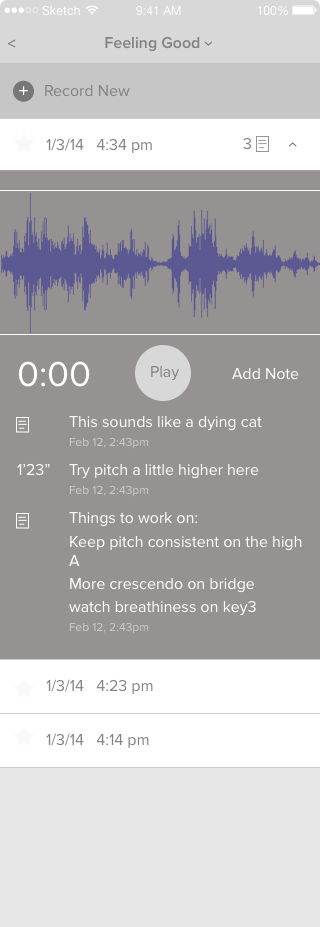 Sketch 9:41 AM 100%
< Feeling Good
+ Record New
1/3/14 4:34 pm 3
0:00 Play Add Note
This sounds like a dying cat
Feb 12, 2:43pm
1'23” Try pitch a little higher here
Feb 12, 2:43pm
Things to work on:
Keep pitch consistent on the high
A
More crescendo on bridge
watch breathiness on key3
Feb 12, 2:43pm
1/3/14 4:23 pm
1/3/14 4:14 pm